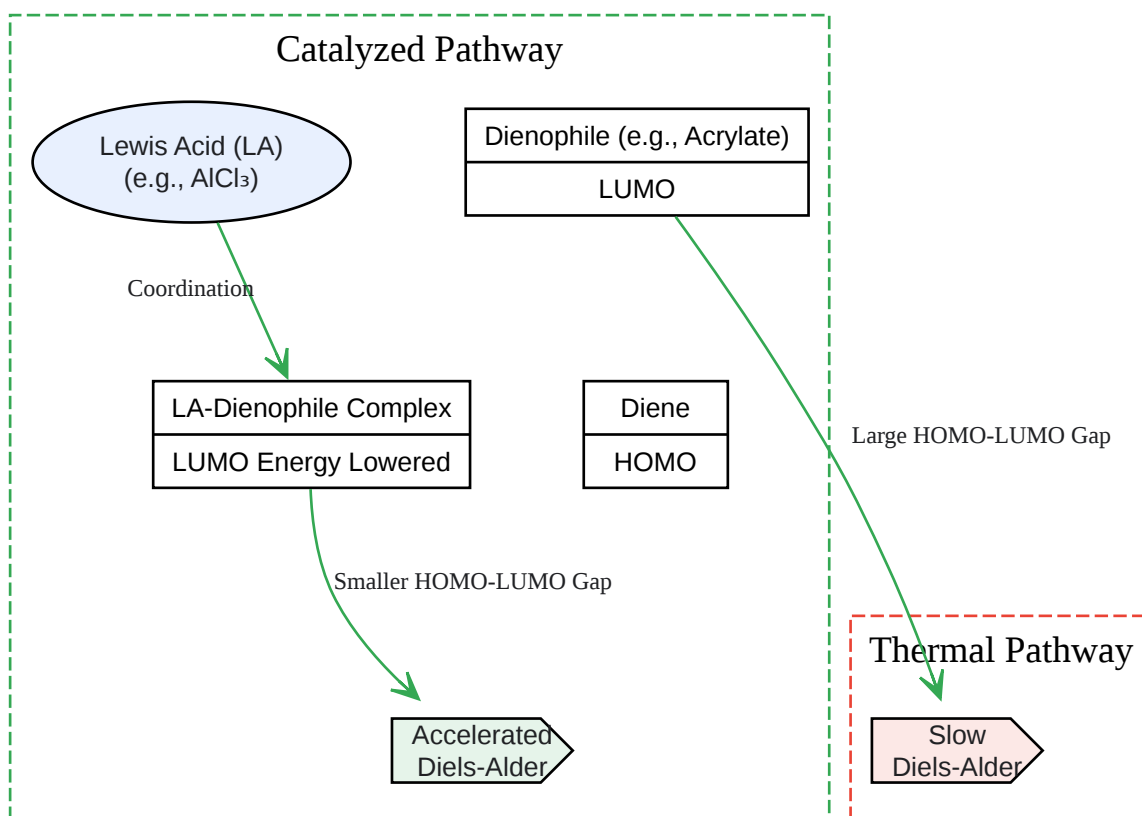 Catalyzed Pathway
Lewis Acid (LA)
(e.g., AlCl₃)
Dienophile (e.g., Acrylate)
LUMO
Coordination
LA-Dienophile Complex
LUMO Energy Lowered
Diene
HOMO
Large HOMO-LUMO Gap
Smaller HOMO-LUMO Gap
Thermal Pathway
Accelerated
Diels-Alder
Slow
Diels-Alder